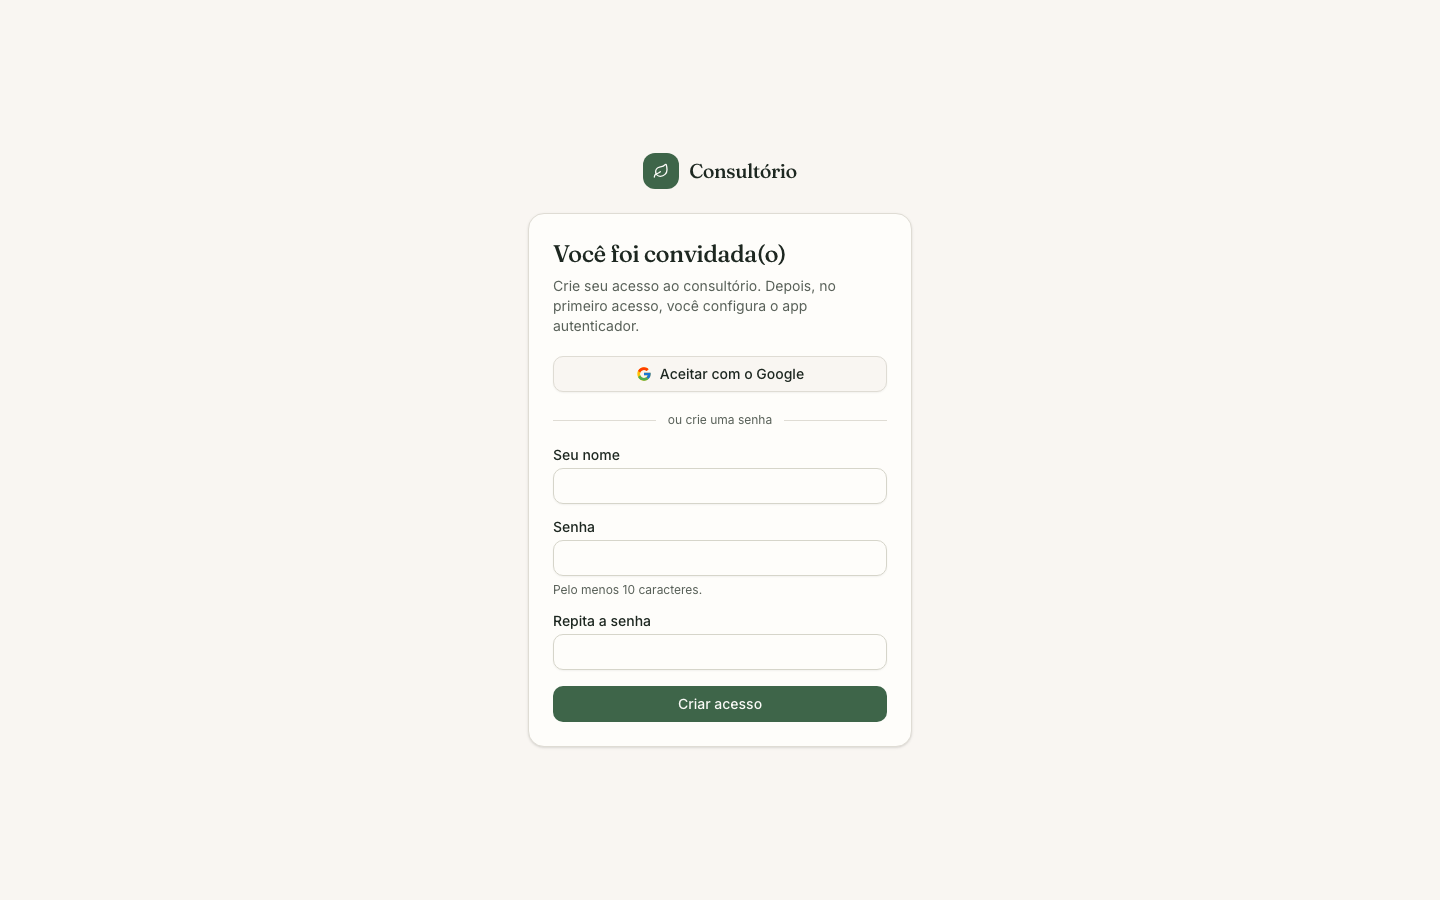 Consultório
Você foi convidada(o)
Crie seu acesso ao consultório. Depois, no
primeiro acesso, você configura o app
autenticador.
Aceitar com o Google
ou crie uma senha
Seu nome
Senha
Pelo menos 10 caracteres.
Repita a senha
Criar acesso